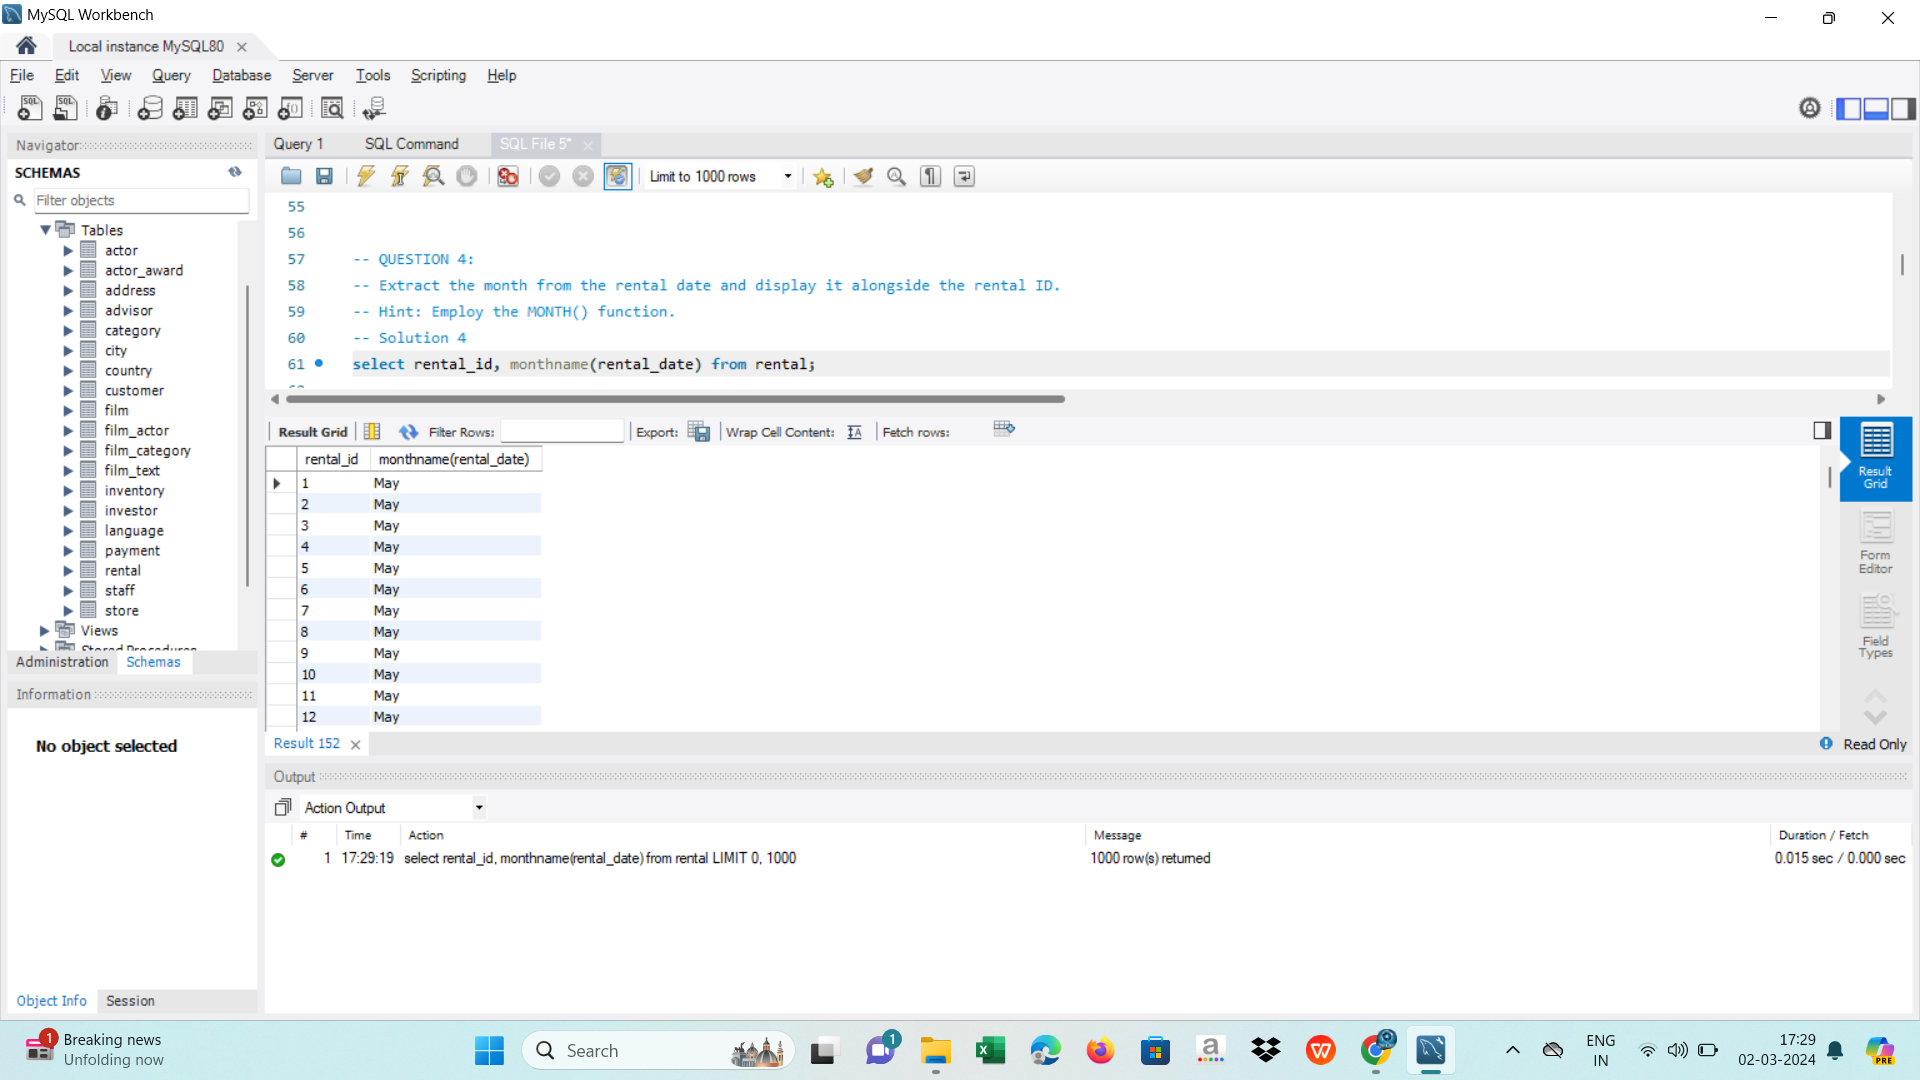 MySQL Workbench
Local instance MySQL80
File Edit View Query Database Server Tools Scripting Help
Navigator
SCHEMAS
Filter objects
Tables
actor
actor_award
address
advisor
category
city
country
customer
film
film_actor
film_category
film_text
inventory
investor
language
payment
rental
staff
store
Views
Stored Procedures
Administration Schemas
Information
No object selected
Object Info Session
Query 1 SQL Command SQL File 5*
Limit to 1000 rows
55
56
57 -- QUESTION 4:
58 -- Extract the month from the rental date and display it alongside the rental ID.
59 -- Hint: Employ the MONTH() function.
60 -- Solution 4
61 select rental_id, monthname(rental_date) from rental;
62
Result Grid Filter Rows: Export: Wrap Cell Content: Fetch rows:
rental_id monthname(rental_date)
1 May
2 May
3 May
4 May
5 May
6 May
7 May
8 May
9 May
10 May
11 May
12 May
Result Grid
Form Editor
Field Types
Result 152
Read Only
Output
Action Output
# Time Action Message Duration / Fetch
1 17:29:19 select rental_id, monthname(rental_date) from rental LIMIT 0, 1000 1000 row(s) returned 0.015 sec / 0.000 sec
1
Breaking news
Unfolding now
Search
1
ENG
IN
17:29
02-03-2024
PRE